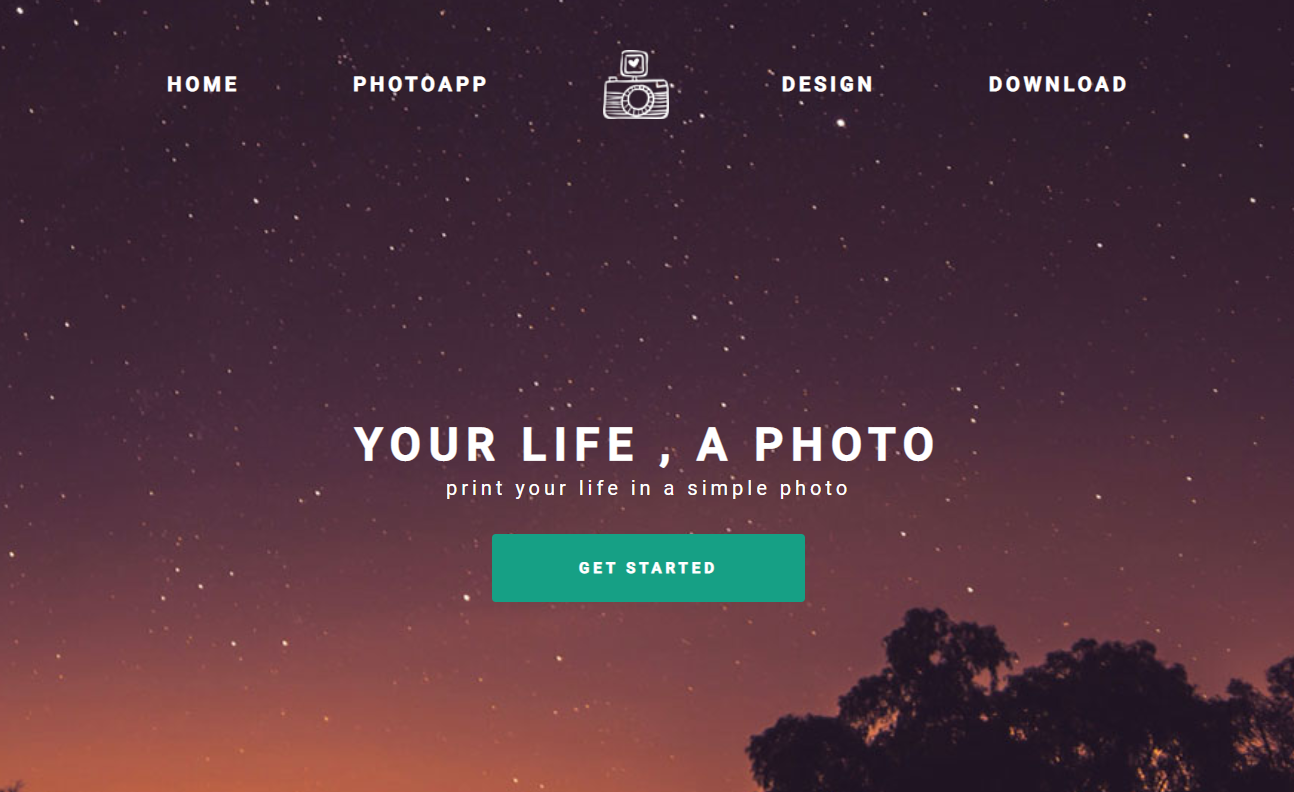 HOME PHOTOAPP DESIGN DOWNLOAD
YOUR LIFE , A PHOTO
print your life in a simple photo
GET STARTED